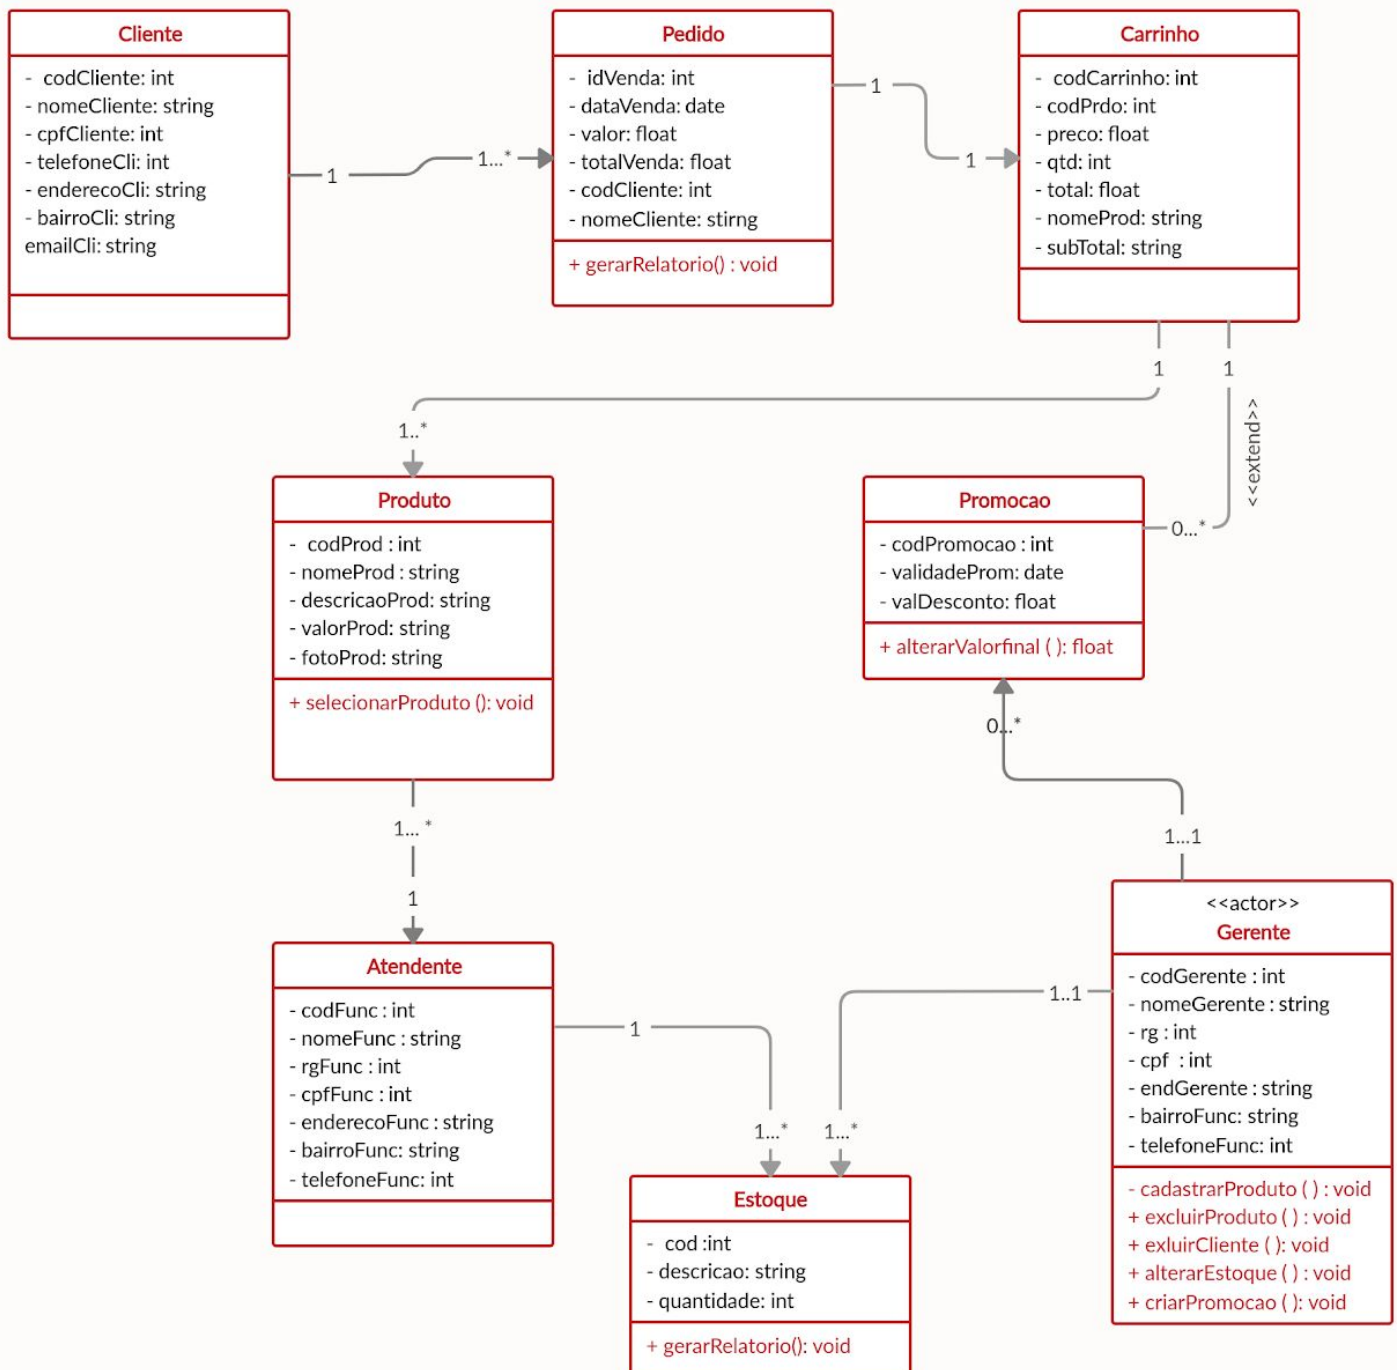 Cliente
- codCliente: int
- nomeCliente: string
- cpfCliente: int
- telefoneCli: int
- enderecoCli: string
- bairroCli: string
emailCli: string
1
1...*
Pedido
- idVenda: int
- dataVenda: date
- valor: float
- totalVenda: float
- codCliente: int
- nomeCliente: stirng
+ gerarRelatorio() : void
1
1
Carrinho
- codCarrinho: int
- codPrdo: int
- preco: float
- qtd: int
- total: float
- nomeProd: string
- subTotal: string
1
1
<<extend>>
1..*
0...*
Produto
- codProd : int
- nomeProd : string
- descricaoProd: string
- valorProd: string
- fotoProd: string
+ selecionarProduto (): void
Promocao
- codPromocao : int
- validadeProm: date
- valDesconto: float
+ alterarValorfinal ( ): float
0...*
1...1
1... *
1
Atendente
- codFunc : int
- nomeFunc : string
- rgFunc : int
- cpfFunc : int
- enderecoFunc : string
- bairroFunc: string
- telefoneFunc: int
1
1...*
1...*
1..1
<<actor>>
Gerente
- codGerente : int
- nomeGerente : string
- rg : int
- cpf : int
- endGerente : string
- bairroFunc: string
- telefoneFunc: int
- cadastrarProduto ( ) : void
+ excluirProduto ( ) : void
+ exluirCliente ( ): void
+ alterarEstoque ( ) : void
+ criarPromocao ( ): void
Estoque
- cod :int
- descricao: string
- quantidade: int
+ gerarRelatorio(): void